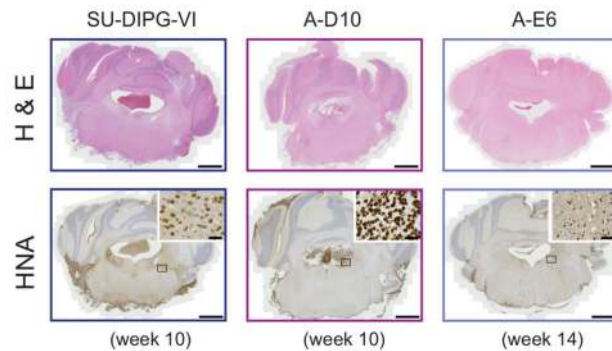 SU-DIPG-VI A-D10 A-E6
H & E
HNA
(week 10) (week 10) (week 14)